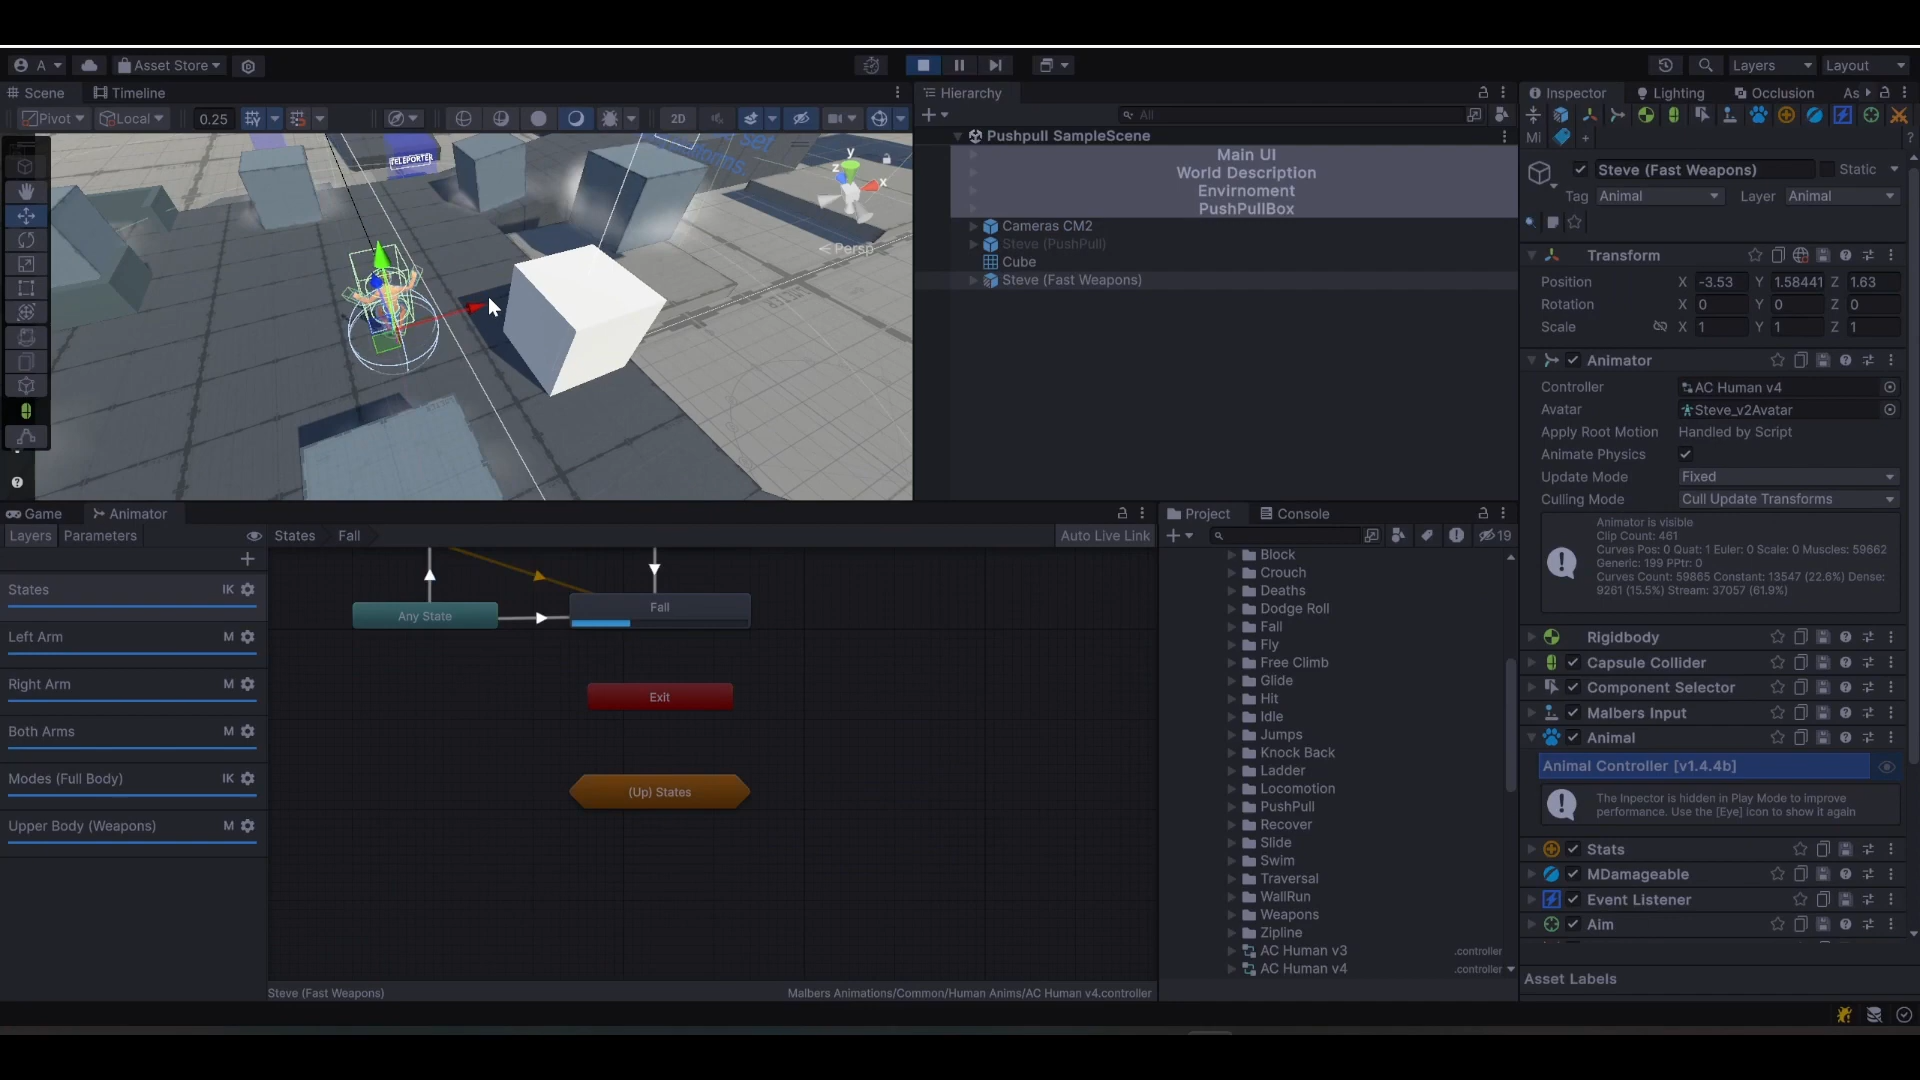 A
Asset Store
Layers
Layout
Scene
Timeline
Hierarchy
Inspector
Lighting
Occlusion
As
Pivot
Local
0.25
2D
All
TELEPORTER
y
z
x
Persp
Pushpull SampleScene
Main UI
World Description
Envirnoment
PushPullBox
Cameras CM2
Steve (PushPull)
Cube
Steve (Fast Weapons)
MI
Steve (Fast Weapons)
Static
Tag
Animal
Layer
Animal
Transform
Position X -3.53 Y 1.58441 Z 1.63
Rotation X 0 Y 0 Z 0
Scale X 1 Y 1 Z 1
Animator
Controller
AC Human v4
Avatar
Steve_v2Avatar
Apply Root Motion
Handled by Script
Animate Physics
Update Mode
Fixed
Culling Mode
Cull Update Transforms
Animator is visible
Clip Count: 461
Curves Pos: 0 Quat: 1 Euler: 0 Scale: 0 Muscles: 59662
Generic: 199 PPtr: 0
Curves Count: 59865 Constant: 13547 (22.6%) Dense:
9261 (15.5%) Stream: 37057 (61.9%)
Rigidbody
Capsule Collider
Component Selector
Malbers Input
Animal
Animal Controller [v1.4.4b]
The Inpector is hidden in Play Mode to improve
performance. Use the [Eye] icon to show it again
Stats
MDamageable
Event Listener
Aim
Asset Labels
Game
Animator
Layers
Parameters
States
Fall
Auto Live Link
States
IK
Left Arm
M
Right Arm
M
Both Arms
M
Modes (Full Body)
IK
Upper Body (Weapons)
M
Any State
Fall
Exit
(Up) States
Steve (Fast Weapons)
Malbers Animations/Common/Human Anims/AC Human v4.controller
Project
Console
19
Block
Crouch
Deaths
Dodge Roll
Fall
Fly
Free Climb
Glide
Hit
Idle
Jumps
Knock Back
Ladder
Locomotion
PushPull
Recover
Slide
Swim
Traversal
WallRun
Weapons
Zipline
AC Human v3
.controller
AC Human v4
.controller